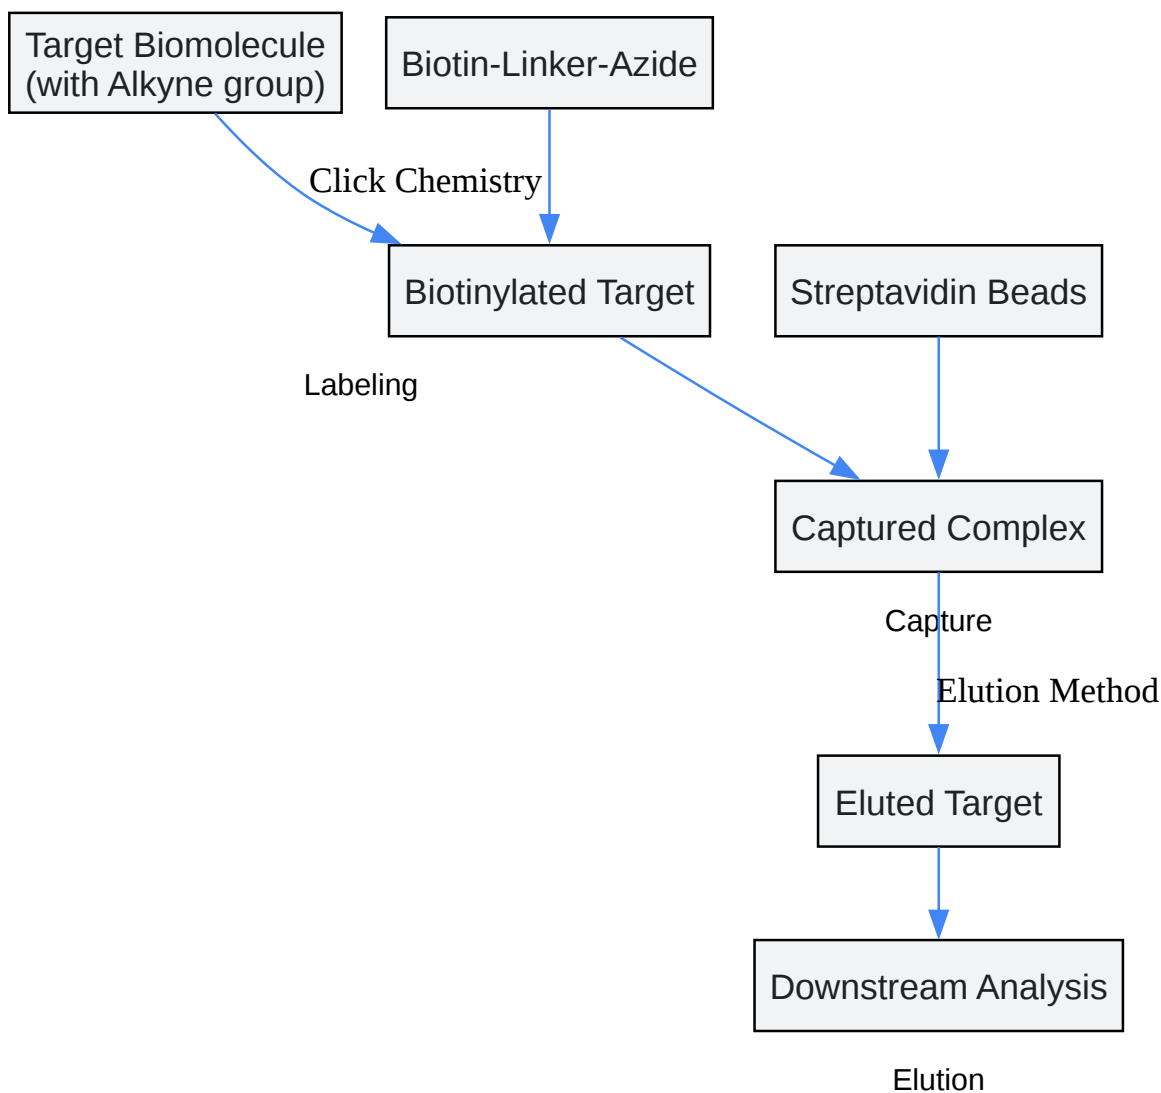 Target Biomolecule
(with Alkyne group)
Biotin-Linker-Azide
Click Chemistry
Biotinylated Target
Streptavidin Beads
Labeling
Captured Complex
Capture
Elution Method
Eluted Target
Downstream Analysis
Elution